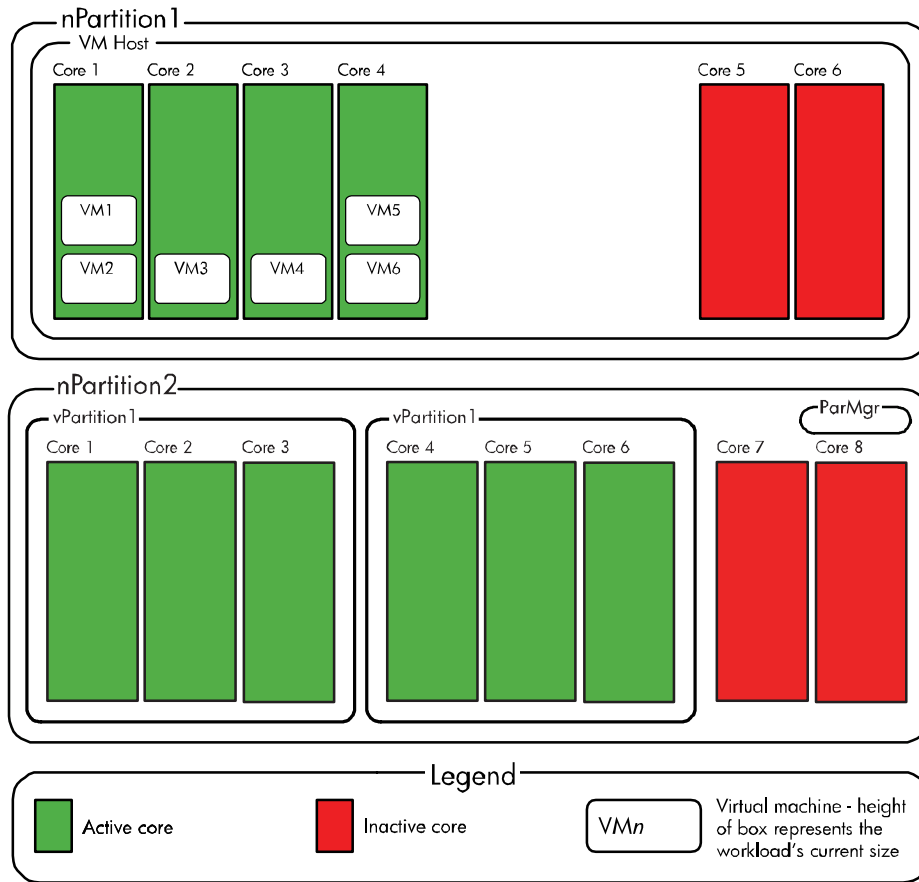 nPartition1
VM Host
Core 1 Core 2 Core 3 Core 4 Core 5 Core 6
VM1 VM5
VM2 VM3 VM4 VM6
nPartition2
ParMgr
vPartition1 vPartition1
Core 1 Core 2 Core 3 Core 4 Core 5 Core 6 Core 7 Core 8
Legend
Active core
Inactive core
VMn
Virtual machine - height
of box represents the
workload's current size